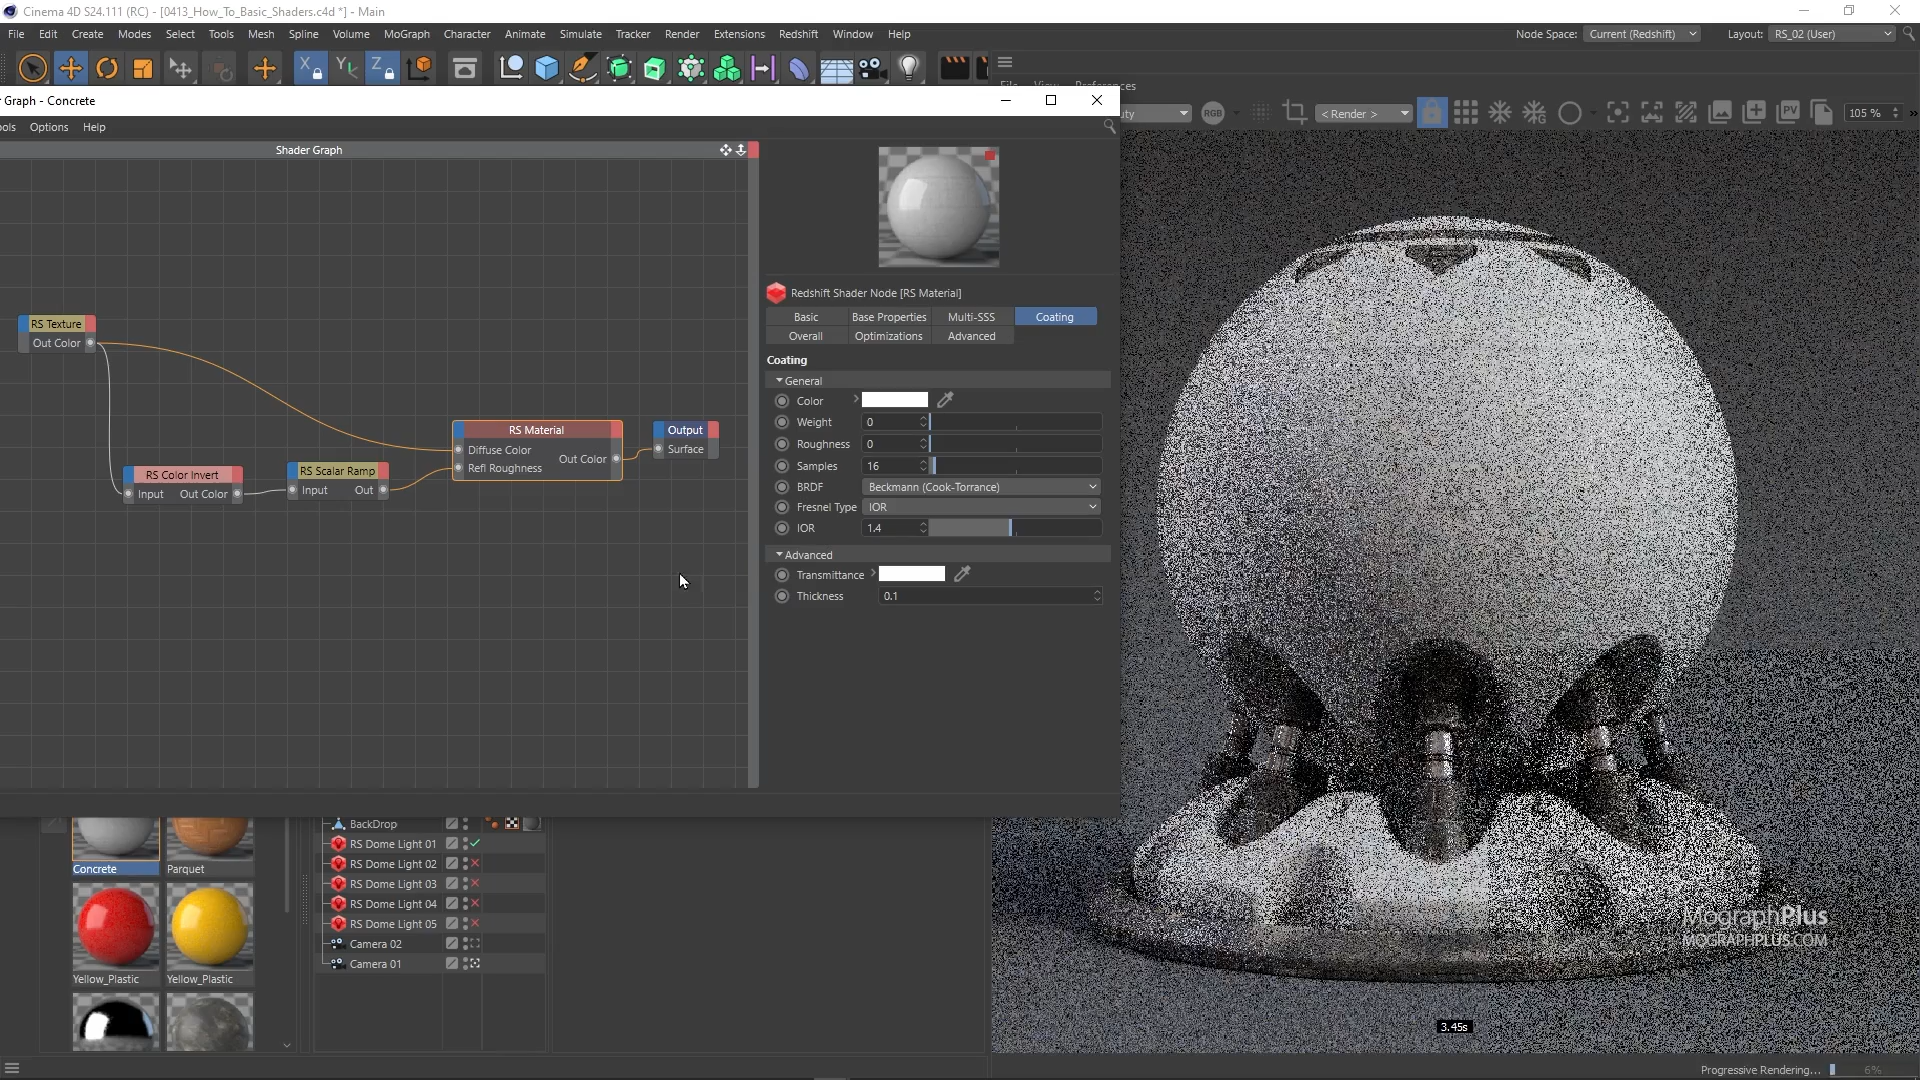 Cinema 4D S24.111 (RC) - [0413_How_To_Basic_Shaders.c4d *] - Main
File Edit Create Modes Select Tools Mesh Spline Volume MoGraph Character Animate Simulate Tracker Render Extensions Redshift Window Help
Node Space: Current (Redshift) Layout: RS_02 (User)
File View Preferences
Graph - Concrete
RGB < Render > PV 105 %
Options Help
Shader Graph
Redshift Shader Node [RS Material]
Basic Base Properties Multi-SSS Coating
Overall Optimizations Advanced
Coating
General
Color
Weight 0
Roughness 0
Samples 16
BRDF Beckmann (Cook-Torrance)
Fresnel Type IOR
IOR 1.4
Advanced
Transmittance
Thickness 0.1
RS Texture
Out Color
RS Color Invert
Input Out Color
RS Scalar Ramp
Input Out
RS Material
Diffuse Color
Refl Roughness
Out Color
Output
Surface
Concrete Parquet
Yellow_Plastic Yellow_Plastic
BackDrop
RS Dome Light 01
RS Dome Light 02
RS Dome Light 03
RS Dome Light 04
RS Dome Light 05
Camera 02
Camera 01
MographPlus
MOGRAPHPLUS.COM
3.45s
Progressive Rendering... 6%